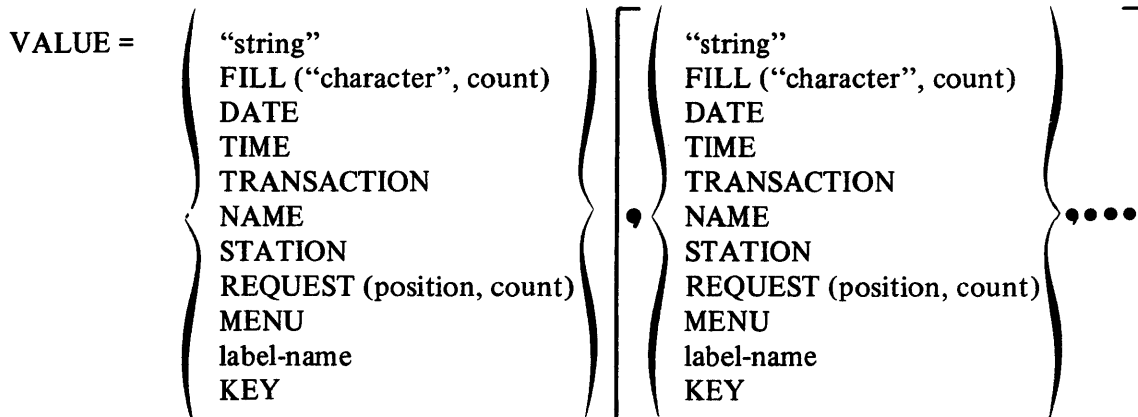 VALUE = { “string” [ , { “string”
FILL (“character”, count) FILL (“character”, count)
DATE DATE
TIME TIME
TRANSACTION TRANSACTION
NAME NAME , . . .
STATION STATION
REQUEST (position, count) REQUEST (position, count)
MENU MENU
label-name label-name
KEY KEY